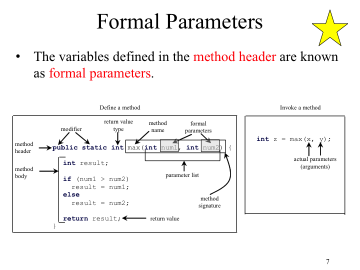 Formal Parameters
• The variables defined in the method header are known
as formal parameters.
Define a method
Invoke a method
modifier
return value
type
method
name
formal
parameters
method
header
public static int max(int num1, int num2) {
method
body
int result;
if (num1 > num2)
result = num1;
else
result = num2;
return result;
}
parameter list
method
signature
return value
int z = max(x, y);
actual parameters
(arguments)
7